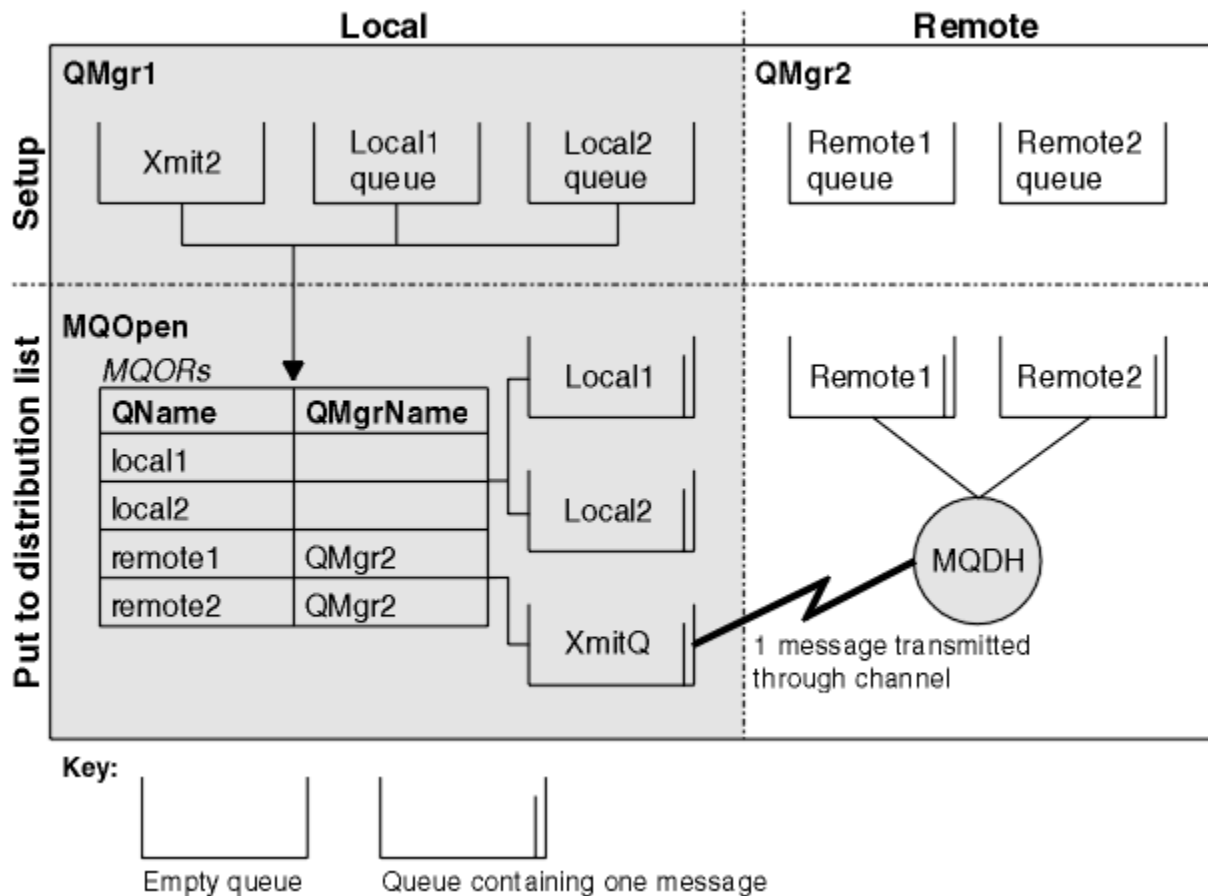 Local
Remote
QMgr1
QMgr2
Setup
Xmit2
Local1
queue
Local2
queue
Remote1
queue
Remote2
queue
Put to distribution list
MQOpen
MQORs
QName QMgrName
local1
local2
remote1 QMgr2
remote2 QMgr2
Local1
Local2
XmitQ
Remote1
Remote2
MQDH
1 message transmitted
through channel
Key:
Empty queue
Queue containing one message